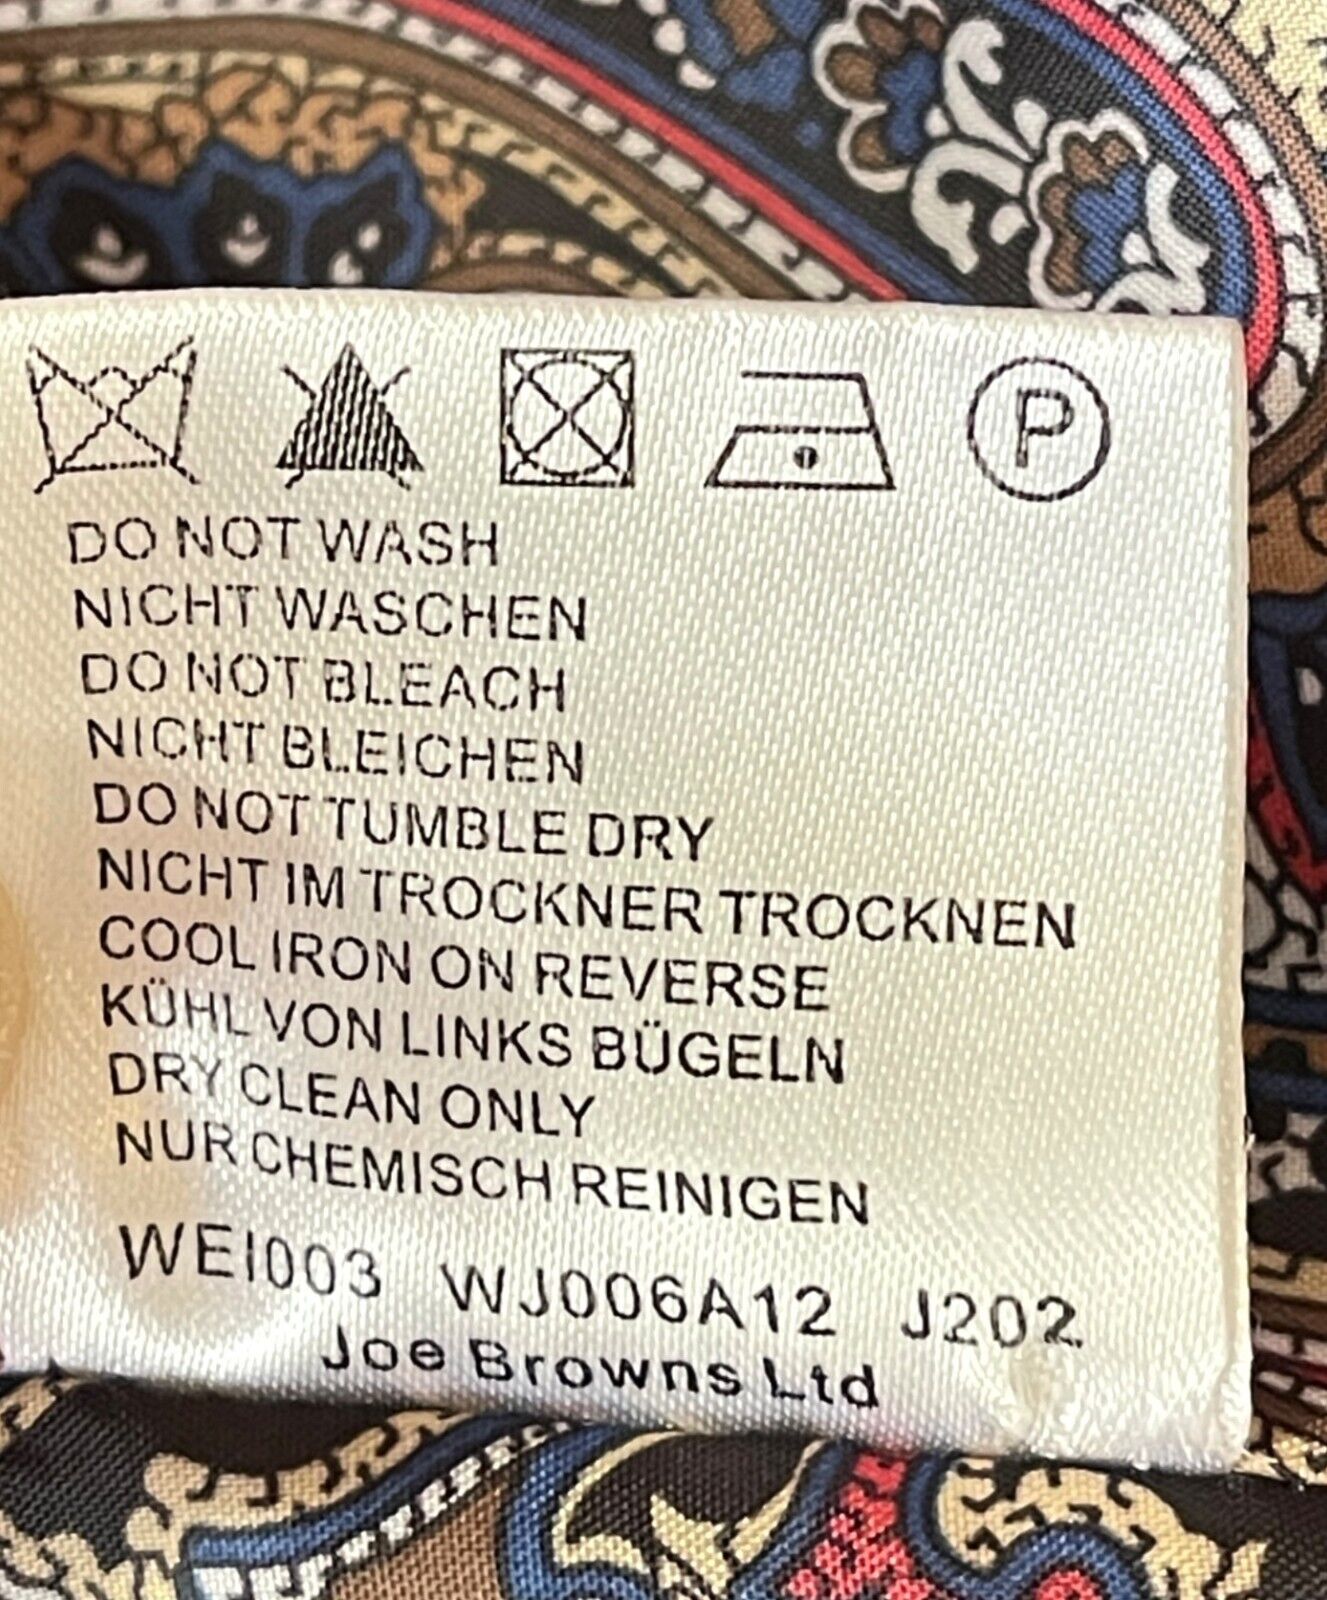 P
DO NOT WASH
NICHT WASCHEN
DO NOT BLEACH
NICHT BLEICHEN
DO NOT TUMBLE DRY
NICHT IM TROCKNER TROCKNEN
COOL IRON ON REVERSE
KÜHL VON LINKS BÜGELN
DRY CLEAN ONLY
NUR CHEMISCH REINIGEN
WEI003 WJ006A12 J202
Joe Browns Ltd